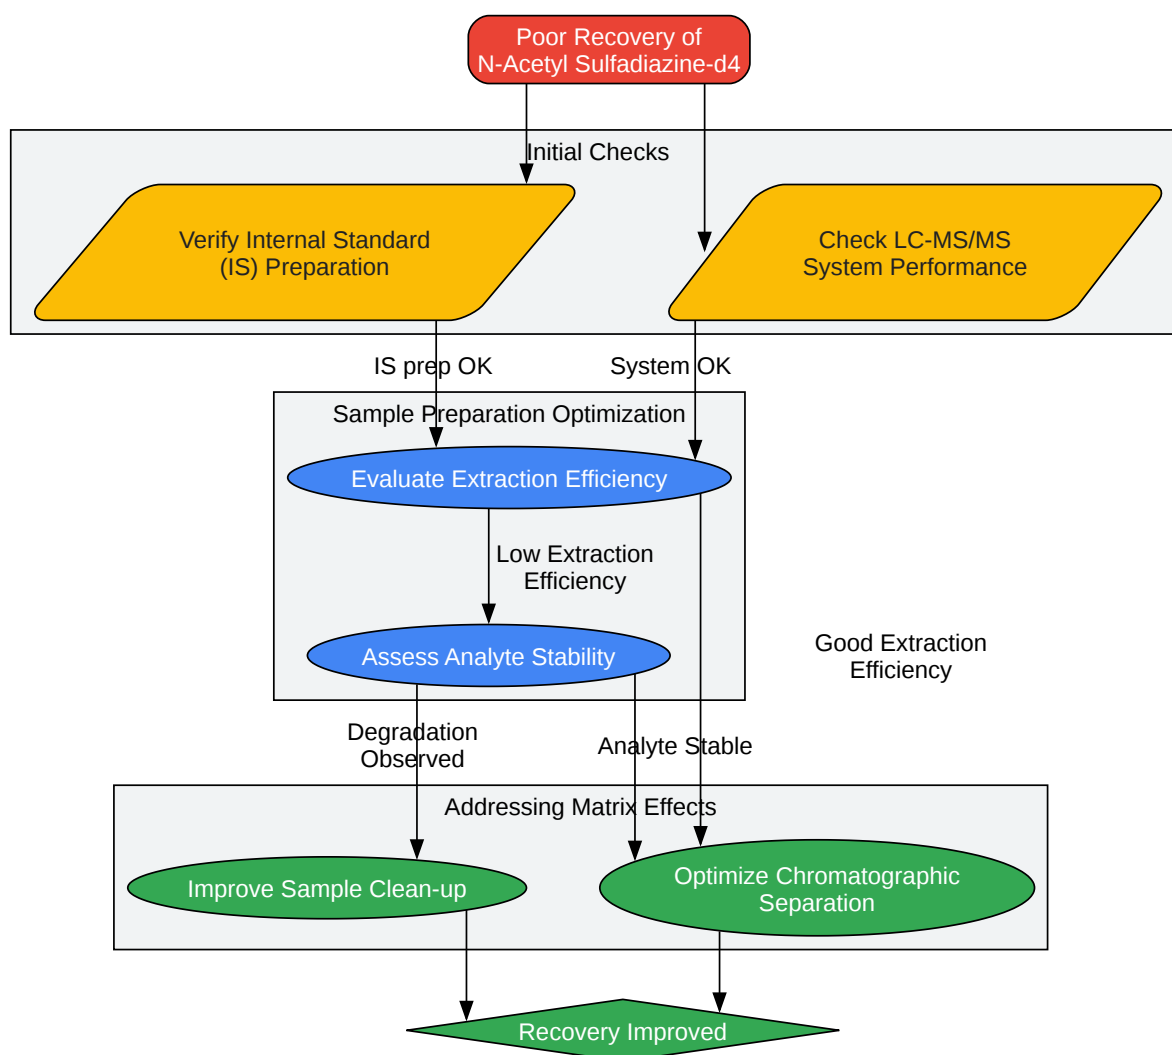 Poor Recovery of
N-Acetyl Sulfadiazine-d4
Initial Checks
Verify Internal Standard
(IS) Preparation
Check LC-MS/MS
System Performance
IS prep OK
System OK
Sample Preparation Optimization
Evaluate Extraction Efficiency
Low Extraction
Efficiency
Assess Analyte Stability
Good Extraction
Efficiency
Degradation
Observed
Analyte Stable
Addressing Matrix Effects
Improve Sample Clean-up
Optimize Chromatographic
Separation
Recovery Improved